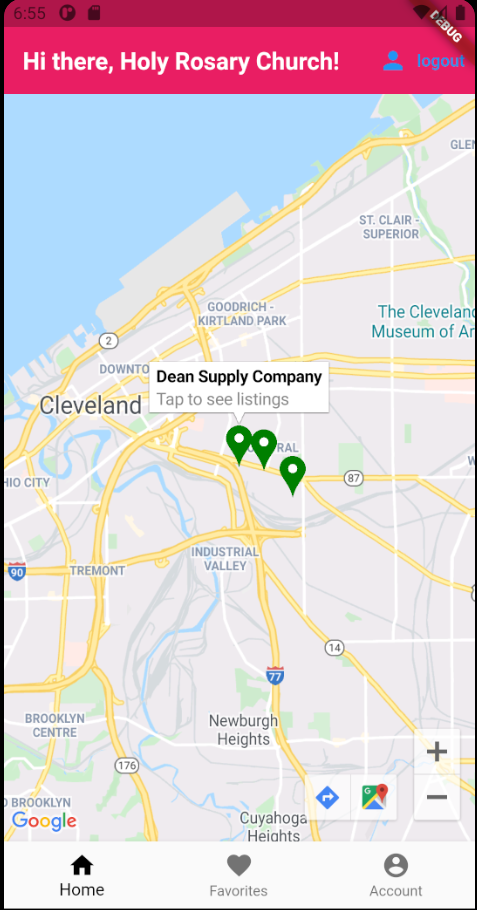 6:55
DEBUG
Hi there, Holy Rosary Church!
logout
GLEN
ST. CLAIR -
SUPERIOR
GOODRICH -
KIRTLAND PARK
The Cleveland
Museum of Ar
2
DOWNTO
Dean Supply Company
Tap to see listings
Cleveland
RAL
87
HIO CITY
W
INDUSTRIAL
VALLEY
90
TREMONT
14
77
BROOKLYN
CENTRE
Newburgh
Heights
176
+
−
D BROOKLYN
Google
G
Cuyahoga
Heights
Home
Favorites
Account